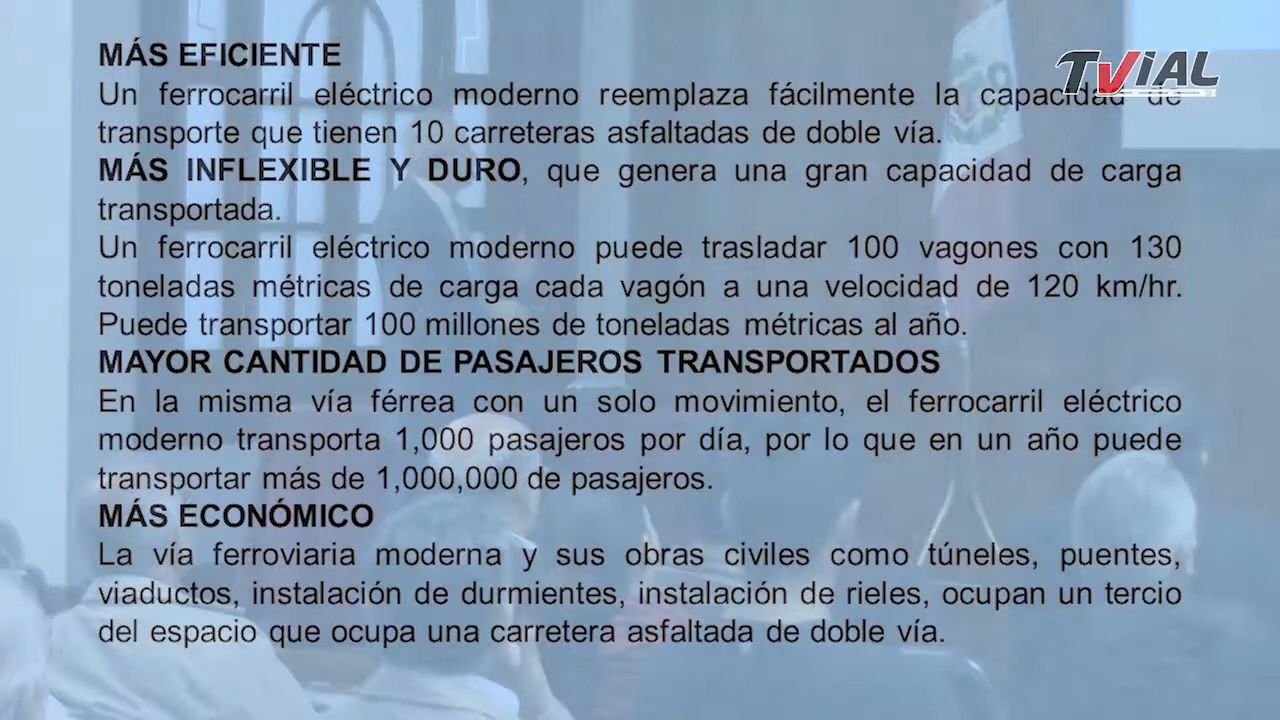 MÁS EFICIENTE
TVIAL
Un ferrocarril eléctrico moderno reemplaza fácilmente la capacidad de
transporte que tienen 10 carreteras asfaltadas de doble vía.
MÁS INFLEXIBLE Y DURO, que genera una gran capacidad de carga
transportada.
Un ferrocarril eléctrico moderno puede trasladar 100 vagones con 130
toneladas métricas de carga cada vagón a una velocidad de 120 km/hr.
Puede transportar 100 millones de toneladas métricas al año.
MAYOR CANTIDAD DE PASAJEROS TRANSPORTADOS
En la misma vía férrea con un solo movimiento, el ferrocarril eléctrico
moderno transporta 1,000 pasajeros por día, por lo que en un año puede
transportar más de 1,000,000 de pasajeros.
MÁS ECONÓMICO
La vía ferroviaria moderna y sus obras civiles como túneles, puentes,
viaductos, instalación de durmientes, instalación de rieles, ocupan un tercio
del espacio que ocupa una carretera asfaltada de doble vía.